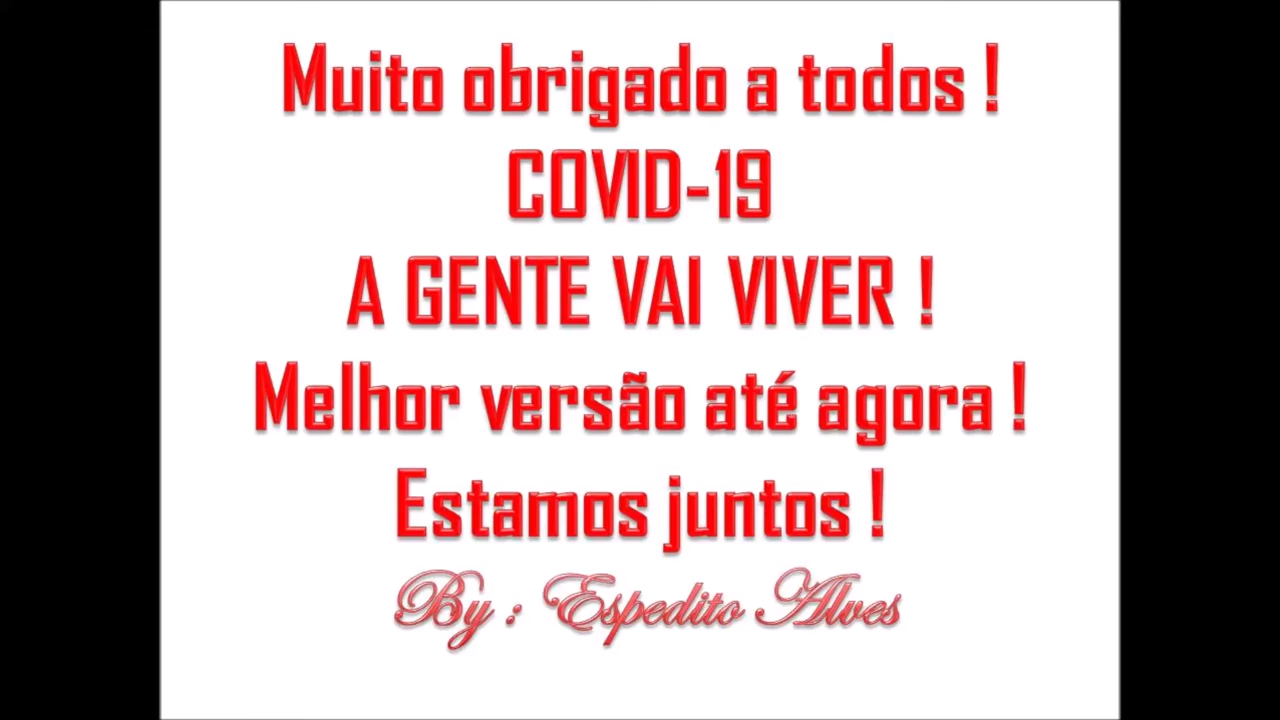 Muito obrigado a todos !
COVID-19
A GENTE VAI VIVER !
Melhor versão até agora !
Estamos juntos !
By : Espedito Alves